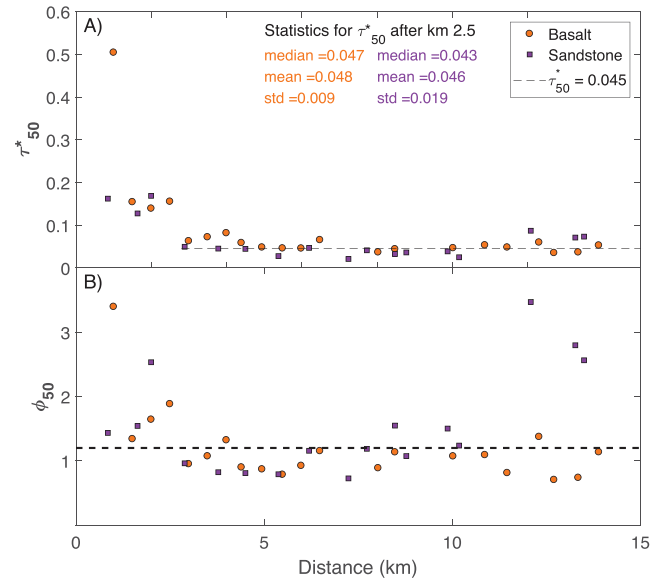 A)
Statistics for τ*50 after km 2.5
median =0.047 median =0.043
mean =0.048 mean =0.046
std =0.009 std =0.019
Basalt
Sandstone
τ*50 = 0.045
0.6
0.5
0.4
0.3
0.2
0.1
0
τ*50
B)
3
2
1
ϕ50
0 5 10 15
Distance (km)